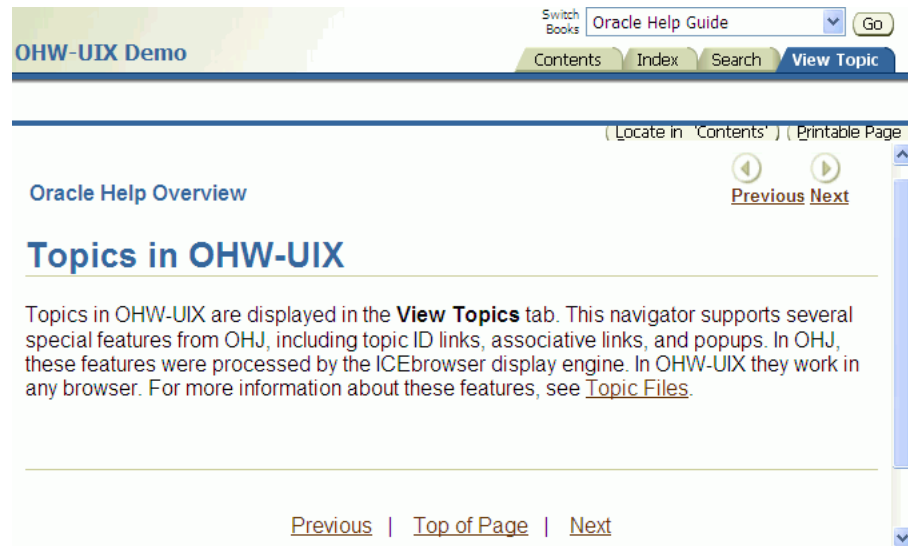 Switch Books Oracle Help Guide Go
OHW-UIX Demo
Contents Index Search View Topic
(Locate in 'Contents') (Printable Page
Oracle Help Overview
Previous Next
Topics in OHW-UIX
Topics in OHW-UIX are displayed in the View Topics tab. This navigator supports several
special features from OHJ, including topic ID links, associative links, and popups. In OHJ,
these features were processed by the ICEbrowser display engine. In OHW-UIX they work in
any browser. For more information about these features, see Topic Files.
Previous | Top of Page | Next